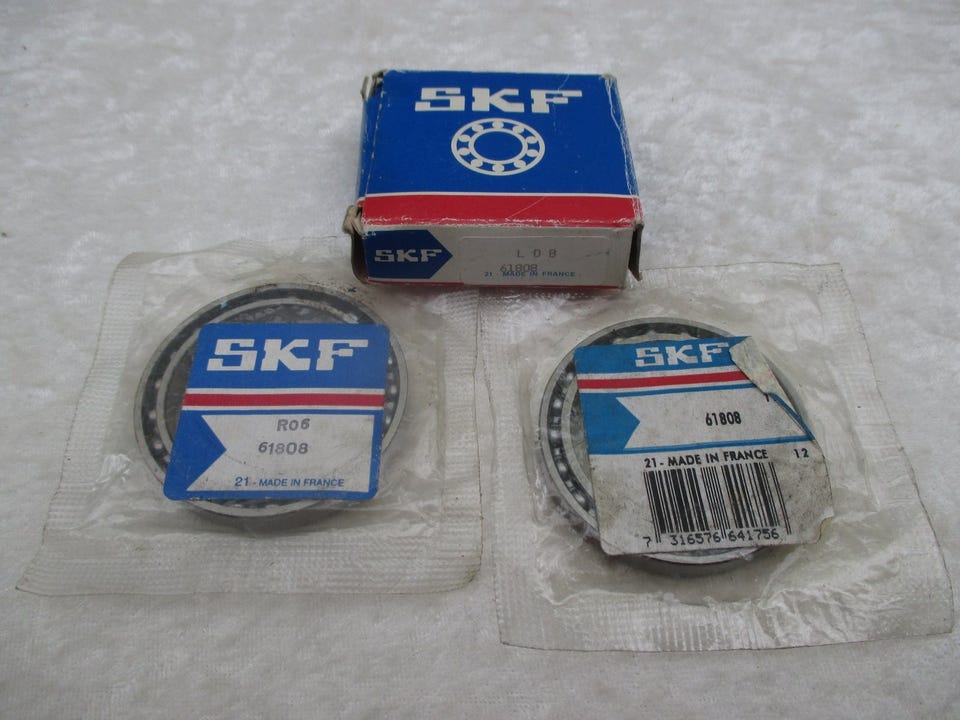 SKF
SKF
L D B
61808
21 - MADE IN FRANCE
SKF
R06
61808
21 - MADE IN FRANCE
SKF
61808
21 - MADE IN FRANCE 12
7 316576 641756